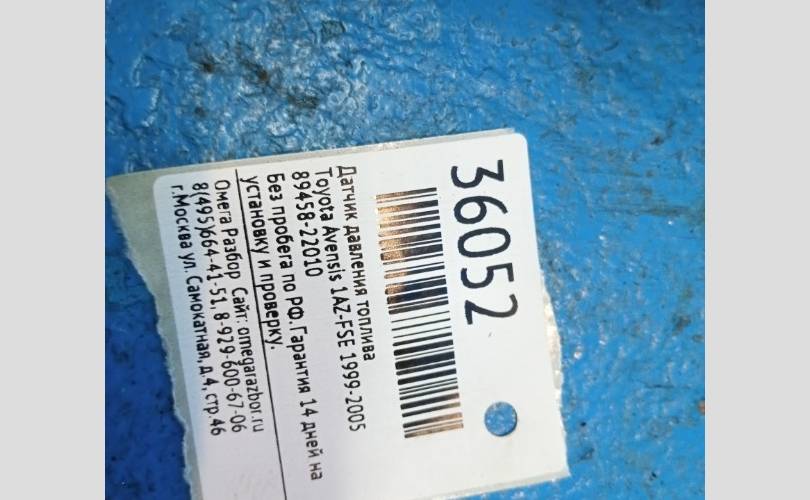 36052
Датчик давления топлива
Toyota Avensis 1AZ-FSE 1999-2005
89458-22010
Без пробега по РФ.Гарантия 14 дней на
установку и проверку.
Омега Разбор Сайт: omegarazbor.ru
8(495)664-41-51, 8-929-600-67-06
г.Москва ул. Самокатная,д.4,стр.46